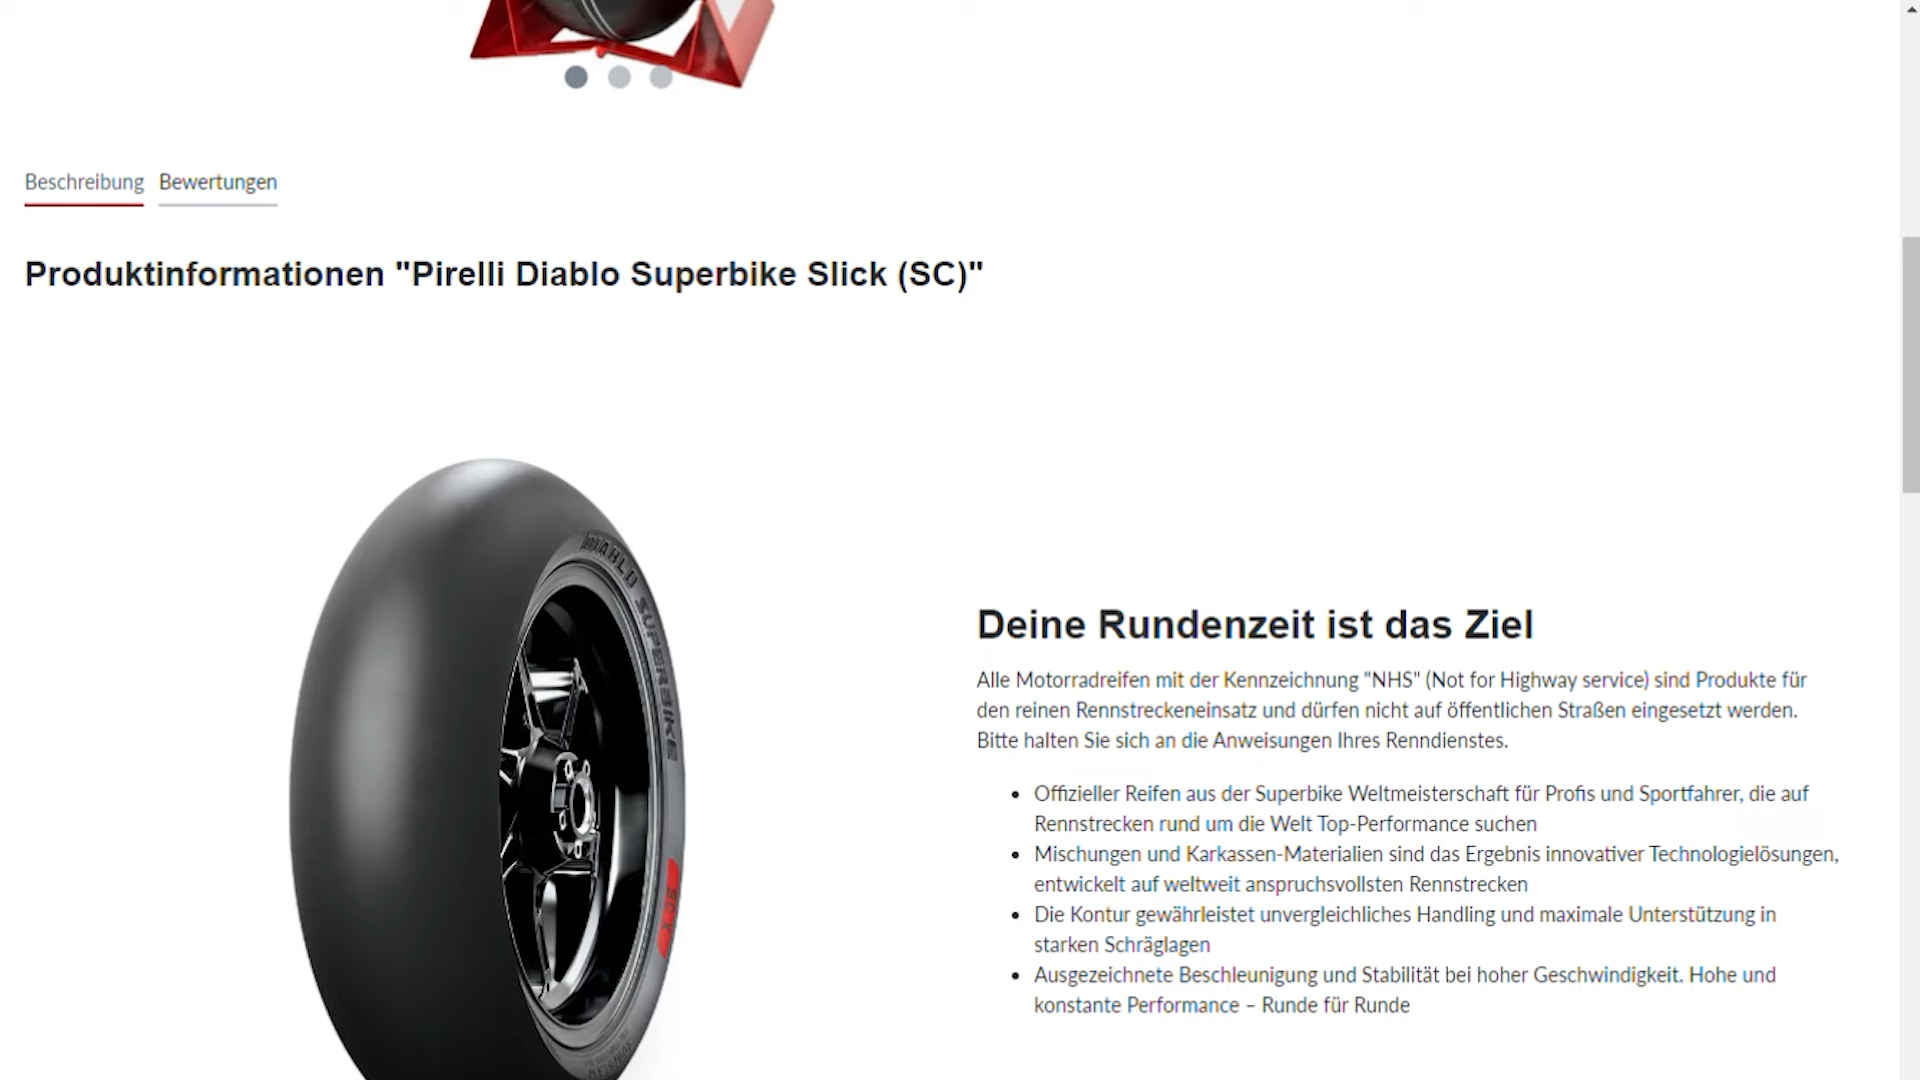 Beschreibung Bewertungen
Produktinformationen "Pirelli Diablo Superbike Slick (SC)"
DIABLO SUPERBIKE
SCX
Deine Rundenzeit ist das Ziel
Alle Motorradreifen mit der Kennzeichnung "NHS" (Not for Highway service) sind Produkte für
den reinen Rennstreckeneinsatz und dürfen nicht auf öffentlichen Straßen eingesetzt werden.
Bitte halten Sie sich an die Anweisungen Ihres Renndienstes.
• Offizieller Reifen aus der Superbike Weltmeisterschaft für Profis und Sportfahrer, die auf
Rennstrecken rund um die Welt Top-Performance suchen
• Mischungen und Karkassen-Materialien sind das Ergebnis innovativer Technologielösungen,
entwickelt auf weltweit anspruchsvollsten Rennstrecken
• Die Kontur gewährleistet unvergleichliches Handling und maximale Unterstützung in
starken Schräglagen
• Ausgezeichnete Beschleunigung und Stabilität bei hoher Geschwindigkeit. Hohe und
konstante Performance – Runde für Runde